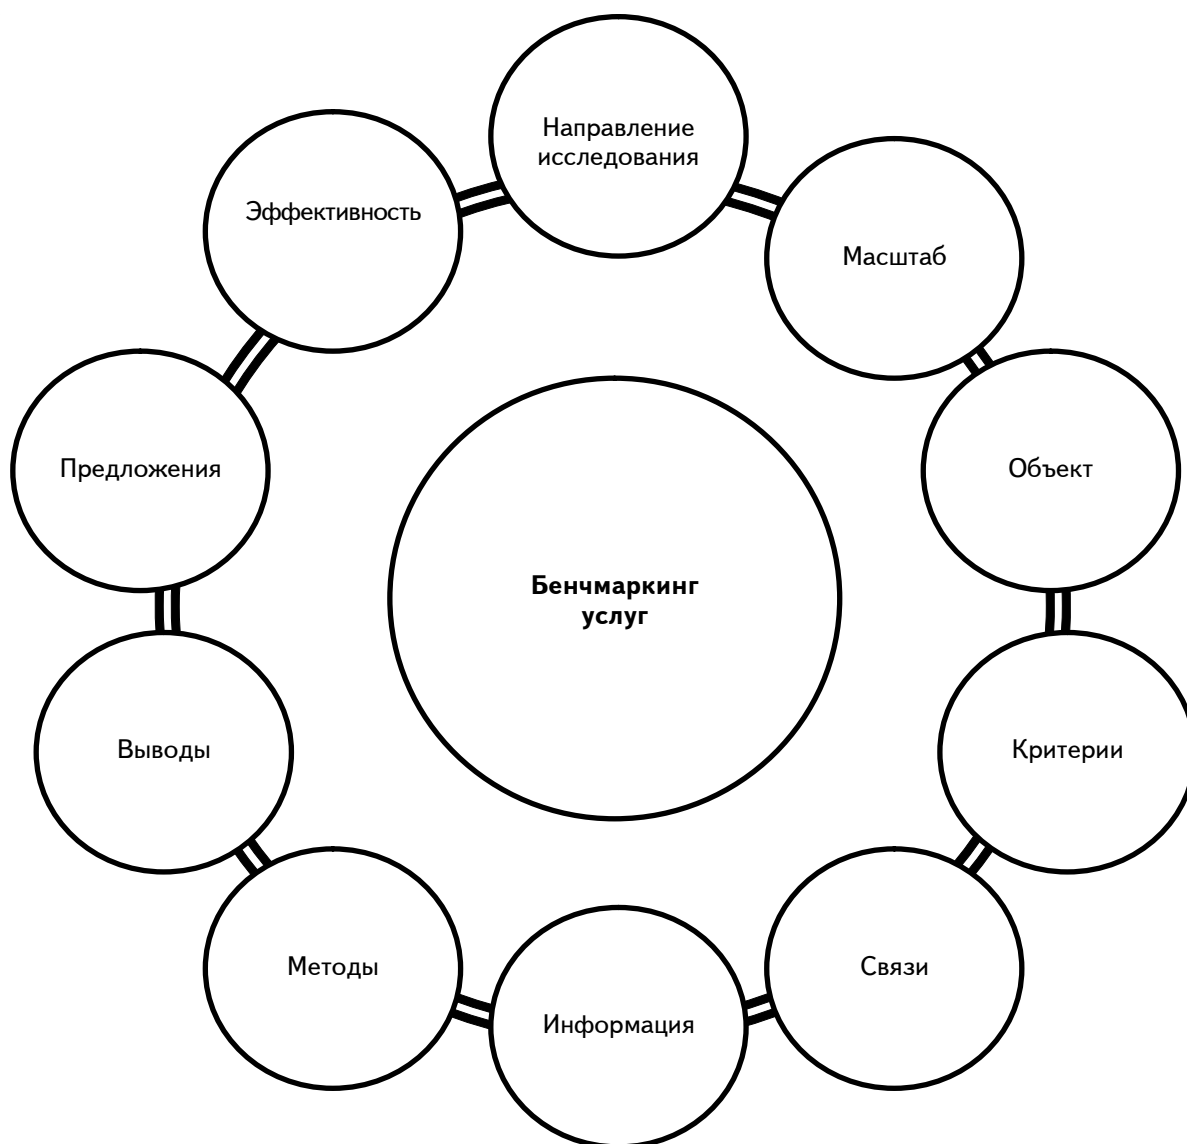 Направление
исследования
Эффективность
Масштаб
Предложения
Объект
Бенчмаркинг
услуг
Выводы
Критерии
Методы
Связи
Информация